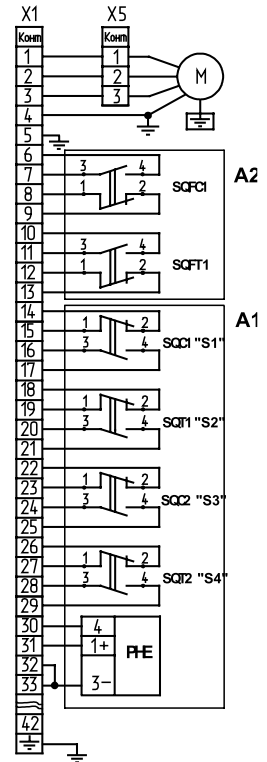 X1 X5
Конт Конт
1 1
2 2 M
3 3
4
5
6
7 3 4 A2
8 1 2 SQFC1
9
10
11 3 4
12 1 2 SQFT1
13
14 A1
15 1 2
16 3 4 SQC1 "S1"
17
18
19 1 2
20 3 4 SQT1 "S2"
21
22
23 1 2
24 3 4 SQC2 "S3"
25
26
27 1 2
28 3 4 SQT2 "S4"
29
30 4
31 1+ PHE
32
33 3−
42